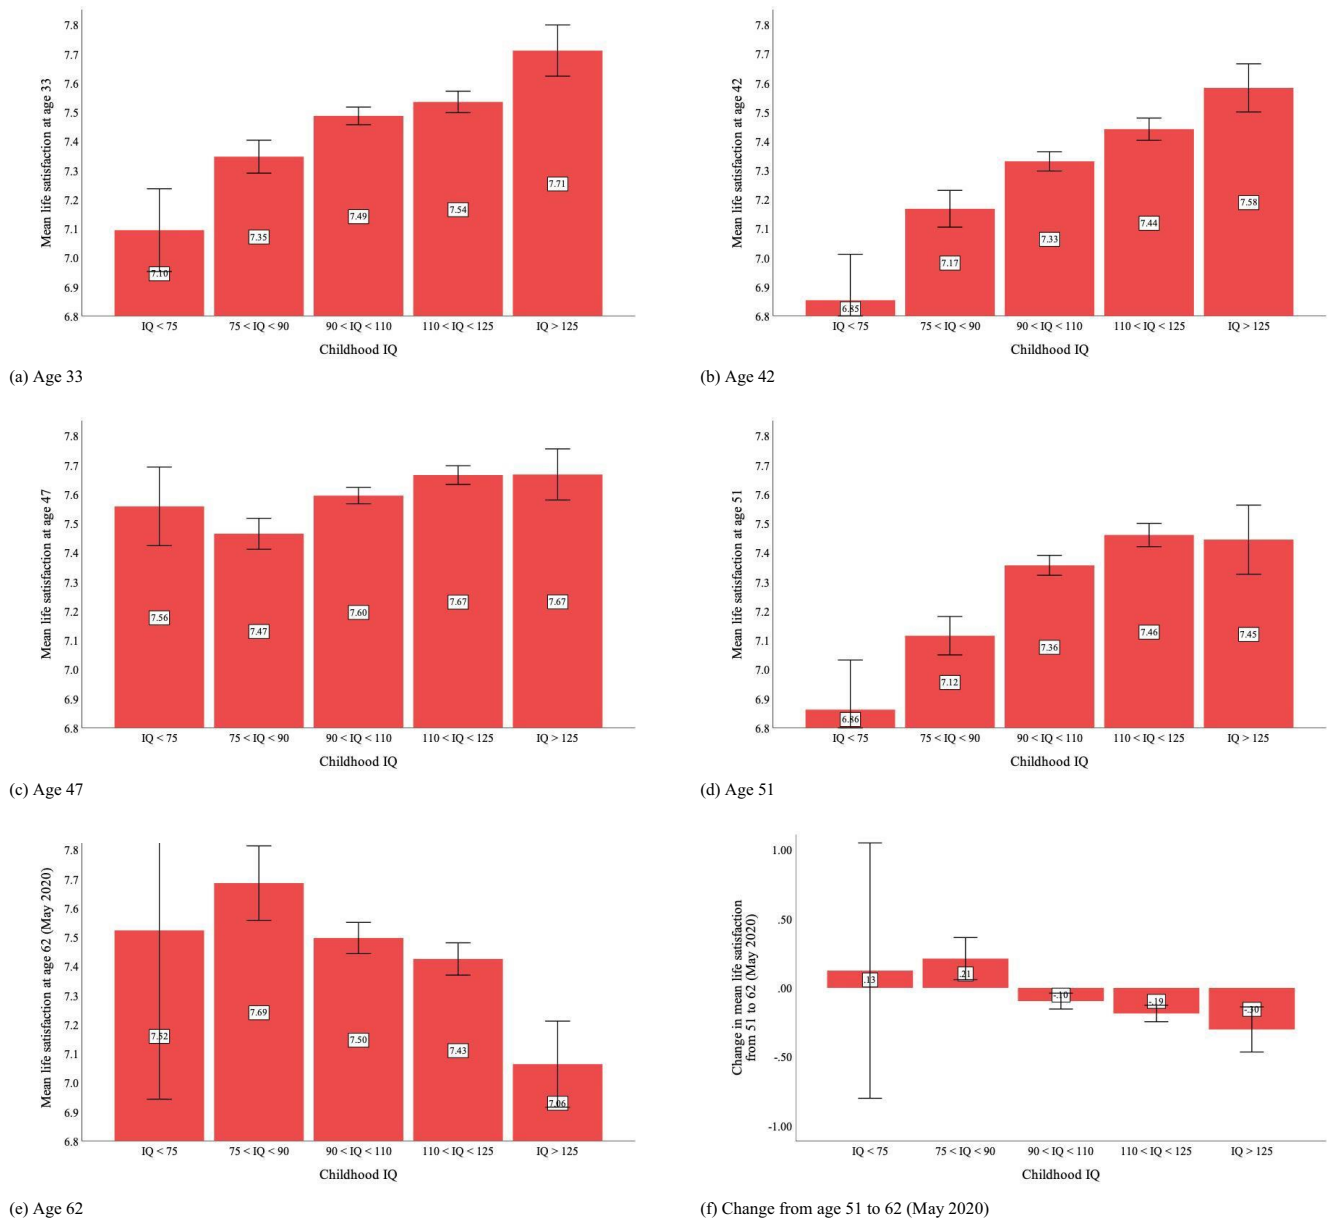 Mean life satisfaction at age 33
7.8
7.7
7.6
7.5
7.4
7.3
7.2
7.1
7.0
6.9
6.8
7.10
7.35
7.49
7.54
7.71
IQ < 75
75 < IQ < 90
90 < IQ < 110
110 < IQ < 125
IQ > 125
Childhood IQ
(a) Age 33
Mean life satisfaction at age 42
7.8
7.7
7.6
7.5
7.4
7.3
7.2
7.1
7.0
6.9
6.8
6.85
7.17
7.33
7.44
7.58
IQ < 75
75 < IQ < 90
90 < IQ < 110
110 < IQ < 125
IQ > 125
Childhood IQ
(b) Age 42
Mean life satisfaction at age 47
7.8
7.7
7.6
7.5
7.4
7.3
7.2
7.1
7.0
6.9
6.8
7.56
7.47
7.60
7.67
7.67
IQ < 75
75 < IQ < 90
90 < IQ < 110
110 < IQ < 125
IQ > 125
Childhood IQ
(c) Age 47
Mean life satisfaction at age 51
7.8
7.7
7.6
7.5
7.4
7.3
7.2
7.1
7.0
6.9
6.8
6.86
7.12
7.36
7.46
7.45
IQ < 75
75 < IQ < 90
90 < IQ < 110
110 < IQ < 125
IQ > 125
Childhood IQ
(d) Age 51
Mean life satisfaction at age 62 (May 2020)
7.8
7.7
7.6
7.5
7.4
7.3
7.2
7.1
7.0
6.9
6.8
7.52
7.69
7.50
7.43
7.06
IQ < 75
75 < IQ < 90
90 < IQ < 110
110 < IQ < 125
IQ > 125
Childhood IQ
(e) Age 62
Change in mean life satisfaction
from 51 to 62 (May 2020)
1.00
.50
.00
-.50
-1.00
.13
.21
-.10
-.19
-.30
IQ < 75
75 < IQ < 90
90 < IQ < 110
110 < IQ < 125
IQ > 125
Childhood IQ
(f) Change from age 51 to 62 (May 2020)